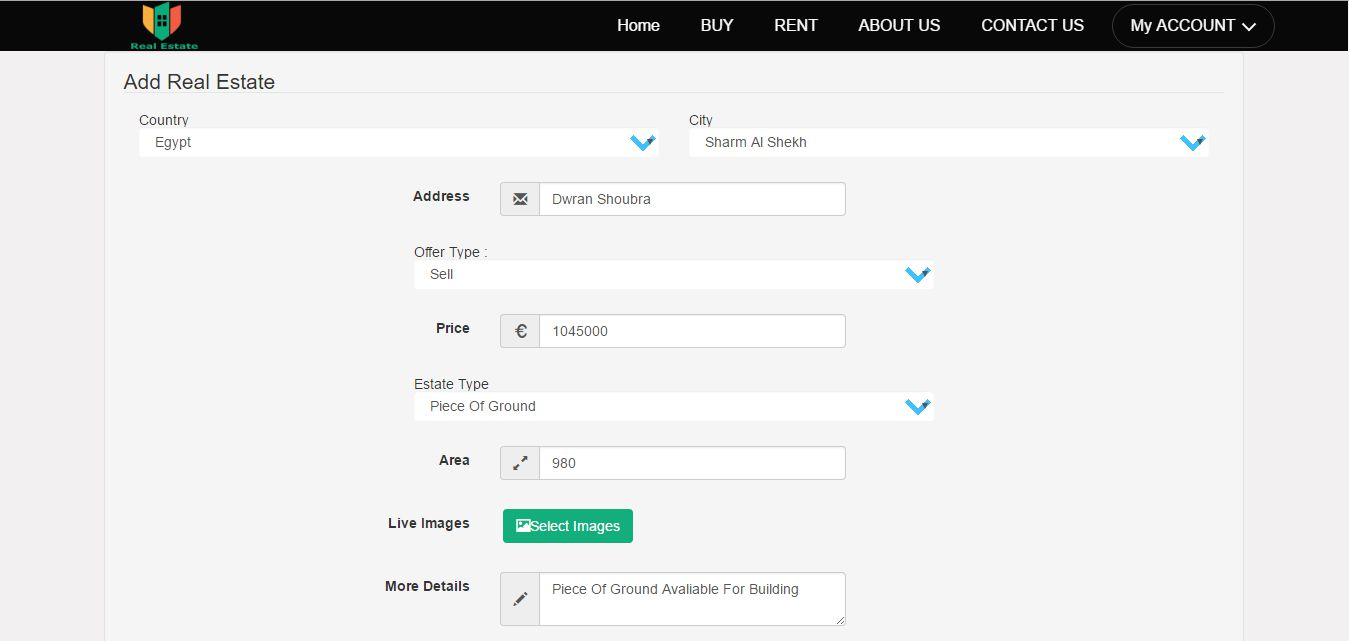 Real Estate
Home BUY RENT ABOUT US CONTACT US My ACCOUNT
Add Real Estate
Country City
Egypt Sharm Al Shekh
Address Dwran Shoubra
Offer Type :
Sell
Price € 1045000
Estate Type
Piece Of Ground
Area 980
Live Images Select Images
More Details Piece Of Ground Avaliable For Building